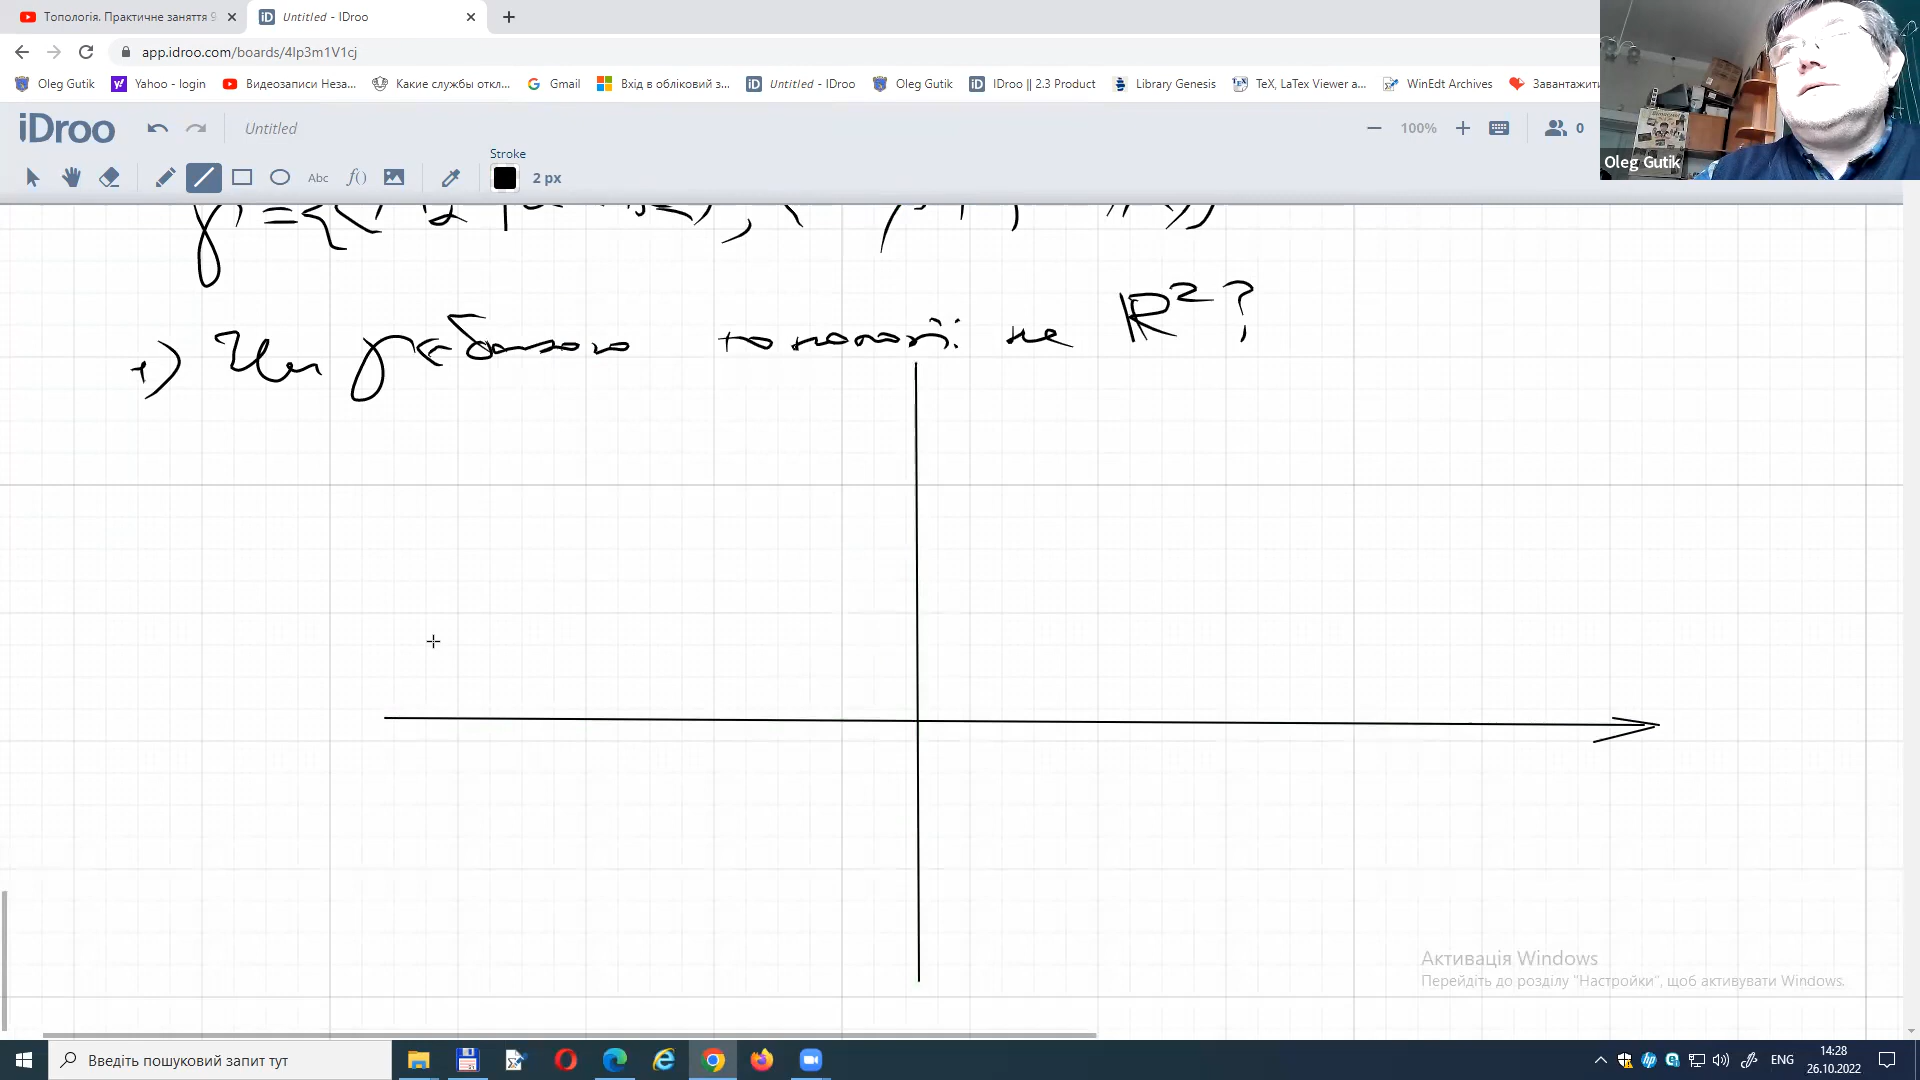 Топологія. Практичне заняття 9
Untitled - IDroo
app.idroo.com/boards/4lp3m1V1cj
Oleg Gutik
Yahoo - login
Видеозаписи Неза...
Какие службы откл...
Gmail
Вхід в обліковий з...
Untitled - IDroo
Oleg Gutik
IDroo || 2.3 Product
Library Genesis
TeX, LaTex Viewer a...
WinEdt Archives
Завантажити
iDroo
Untitled
100%
0
Oleg Gutik
Stroke
Abc
f()
2 px
1) Чи γ є базою топології на ℝ²?
Активація Windows
Перейдіть до розділу "Настройки", щоб активувати Windows.
Введіть пошуковий запит тут
ENG
14:28
26.10.2022